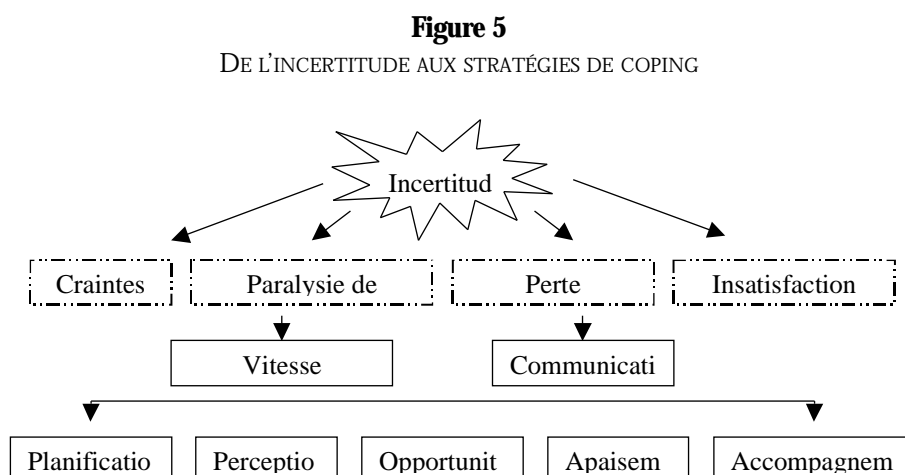 Figure 5
DE L'INCERTITUDE AUX STRATÉGIES DE COPING
Incertitud
Craintes Paralysie de Perte Insatisfaction
Vitesse Communicati
Planificatio Perceptio Opportunit Apaisem Accompagnem